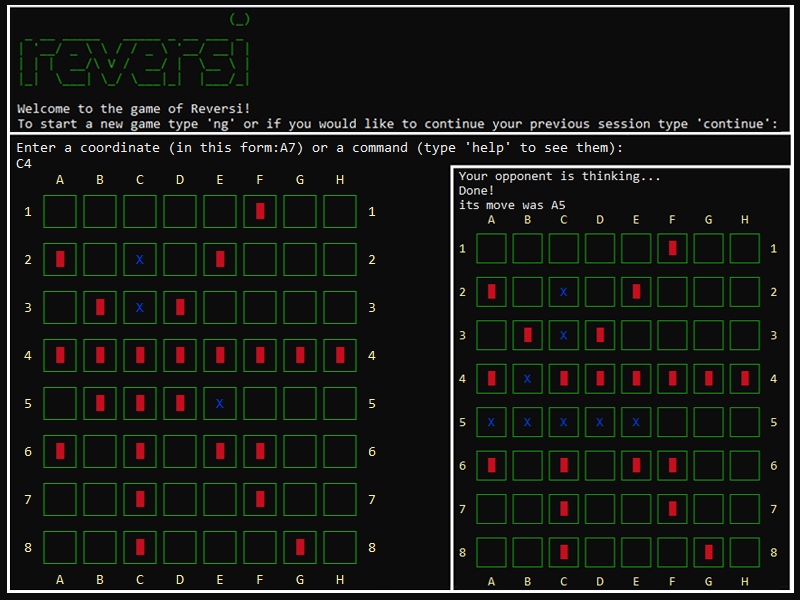 reversi
Welcome to the game of Reversi!
To start a new game type 'ng' or if you would like to continue your previous session type 'continue':
Enter a coordinate (in this form:A7) or a command (type 'help' to see them):
C4
A B C D E F G H
1 1
2 X 2
3 X 3
4 4
5 X 5
6 6
7 7
8 8
A B C D E F G H
Your opponent is thinking...
Done!
its move was A5
A B C D E F G H
1 1
2 X 2
3 X 3
4 X 4
5 X X X X X 5
6 6
7 7
8 8
A B C D E F G H